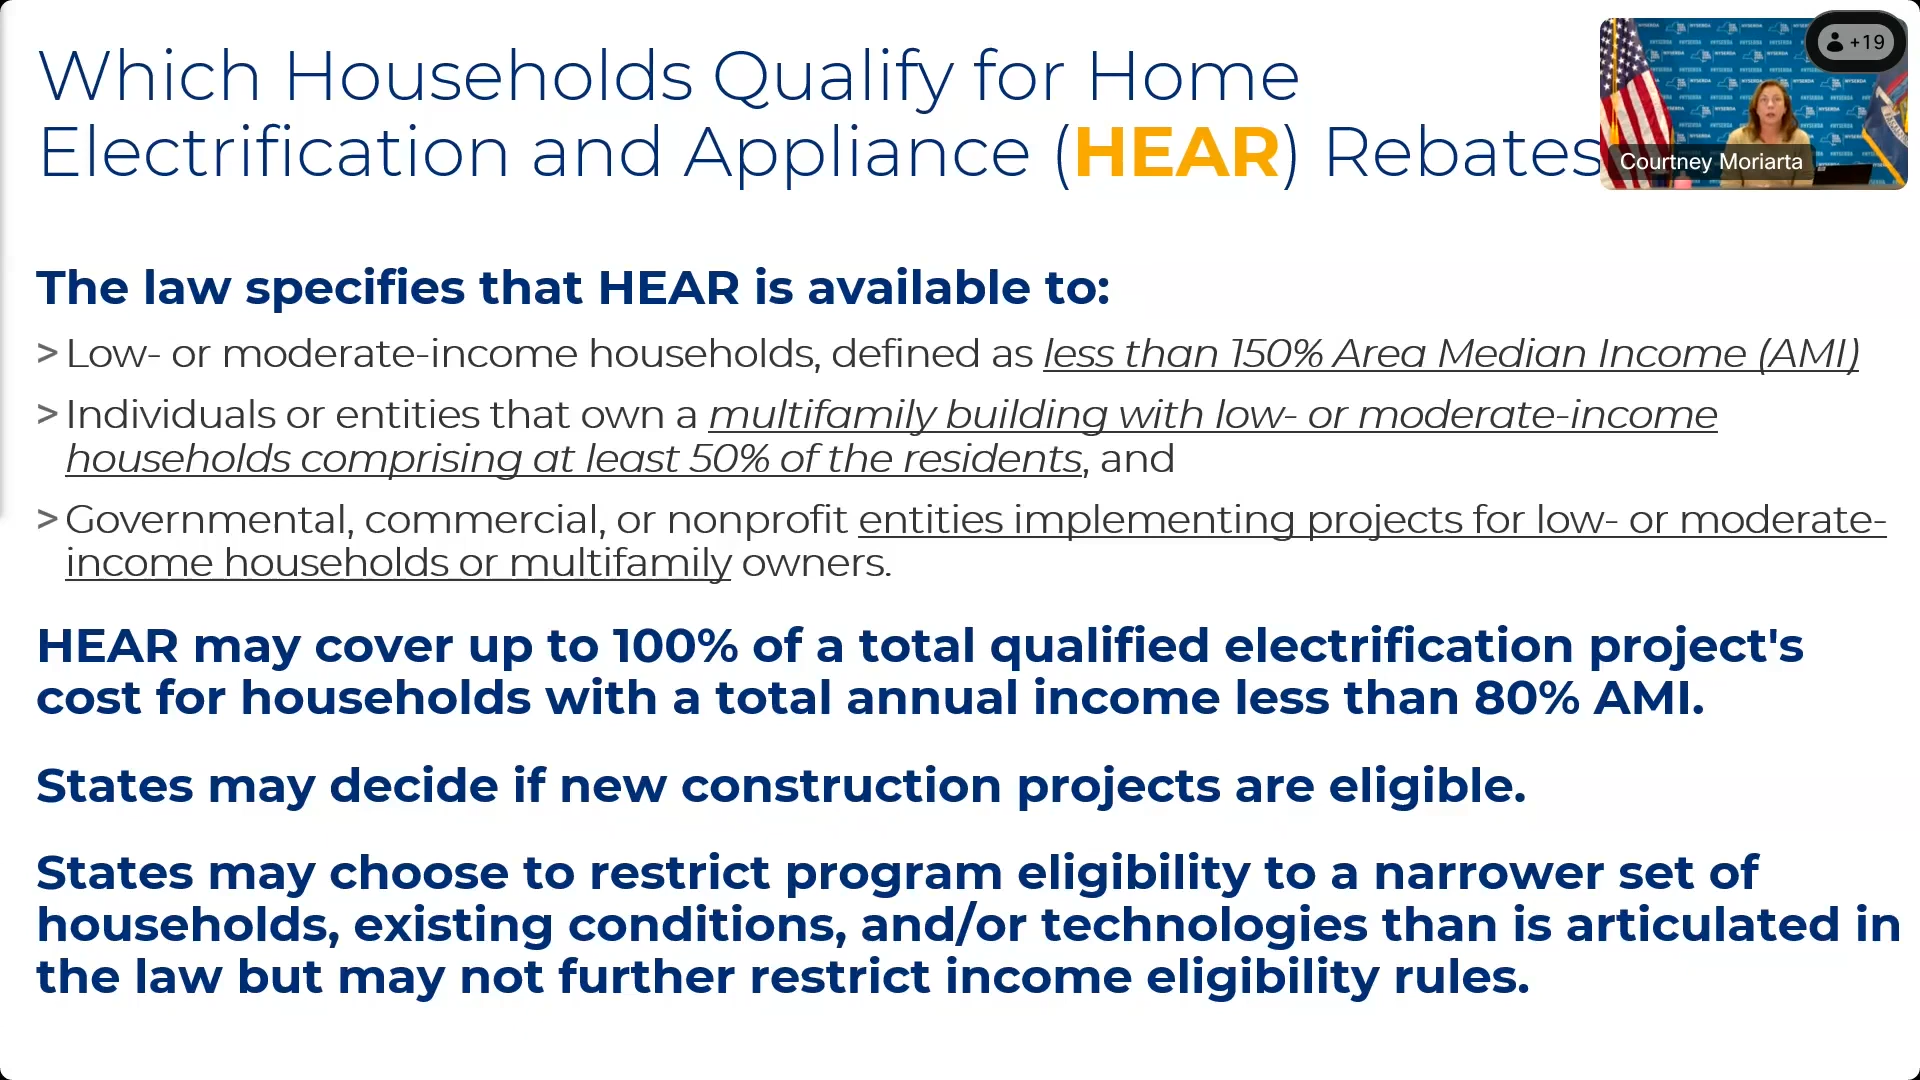 Which Households Qualify for Home
Electrification and Appliance (HEAR) Rebates
+19
Courtney Moriarta
The law specifies that HEAR is available to:
> Low- or moderate-income households, defined as less than 150% Area Median Income (AMI)
> Individuals or entities that own a multifamily building with low- or moderate-income
households comprising at least 50% of the residents, and
> Governmental, commercial, or nonprofit entities implementing projects for low- or moderate-
income households or multifamily owners.
HEAR may cover up to 100% of a total qualified electrification project's
cost for households with a total annual income less than 80% AMI.
States may decide if new construction projects are eligible.
States may choose to restrict program eligibility to a narrower set of
households, existing conditions, and/or technologies than is articulated in
the law but may not further restrict income eligibility rules.